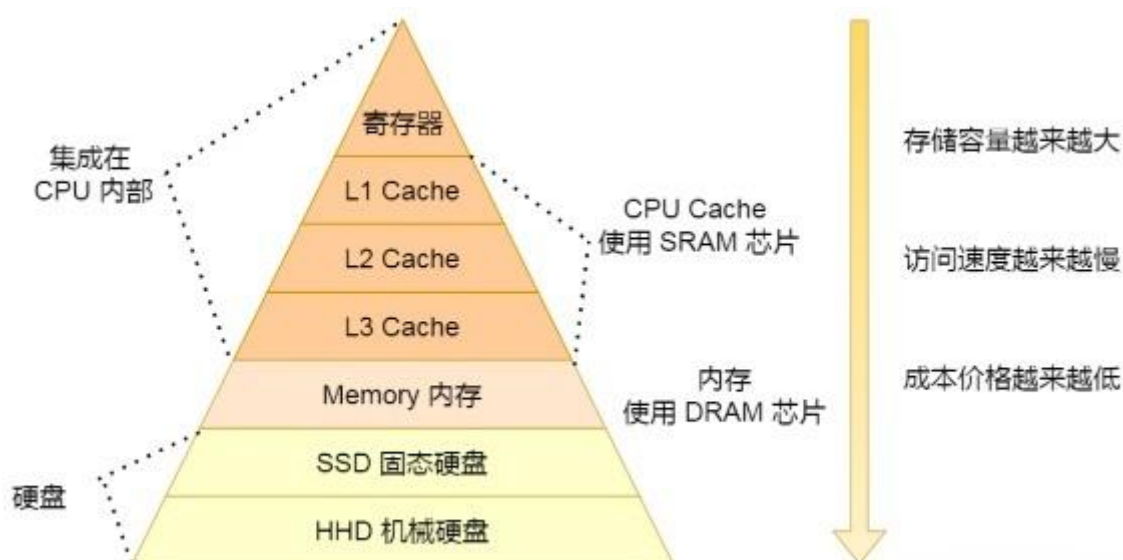 寄存器
L1 Cache
L2 Cache
L3 Cache
Memory 内存
SSD 固态硬盘
HHD 机械硬盘
集成在
CPU 内部
硬盘
CPU Cache
使用 SRAM 芯片
内存
使用 DRAM 芯片
存储容量越来越大
访问速度越来越慢
成本价格越来越低